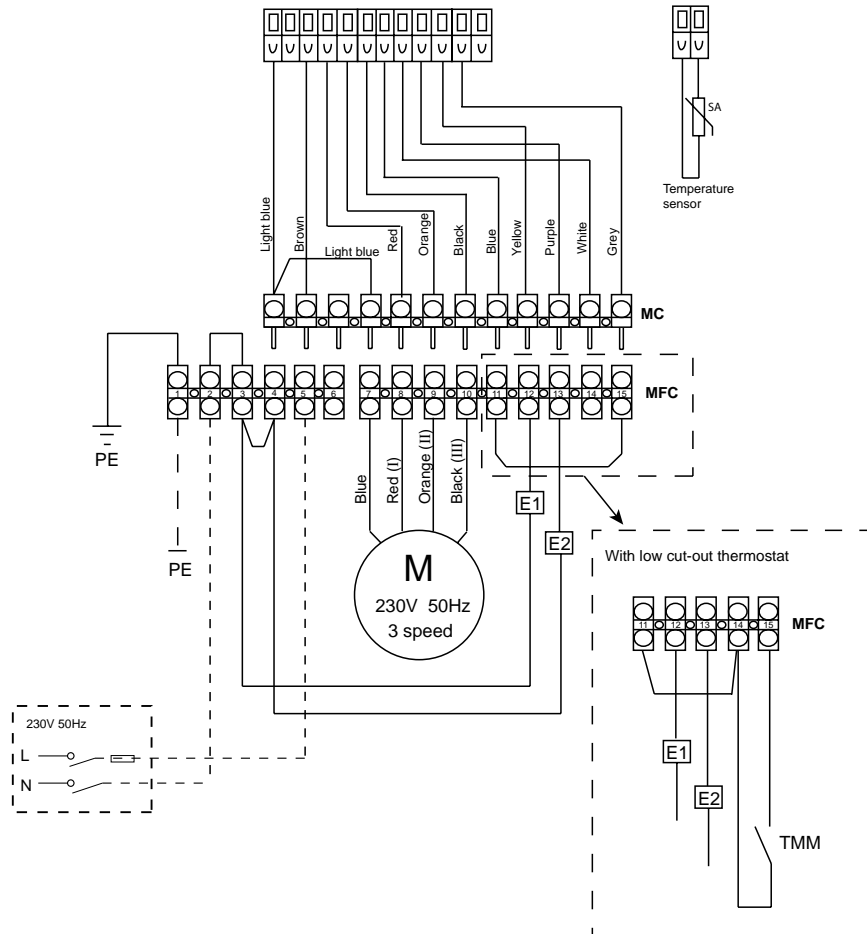 SA
Temperature
sensor
Light blue
Brown
Light blue
Red
Orange
Black
Blue
Yellow
Purple
White
Grey
MC
1
2
3
4
5
6
7
8
9
10
11
12
13
14
15
MFC
PE
PE
Blue
Red (I)
Orange (II)
Black (III)
E1
E2
M
230V 50Hz
3 speed
With low cut-out thermostat
11
12
13
14
15
MFC
E1
E2
TMM
230V 50Hz
L
N